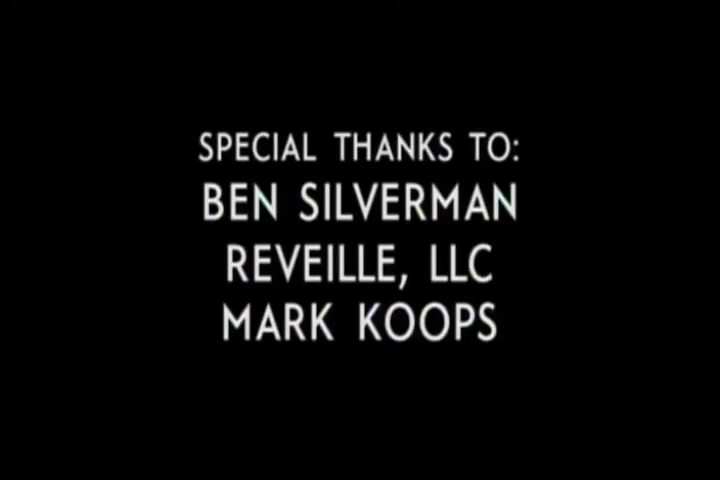 SPECIAL THANKS TO:
BEN SILVERMAN
REVEILLE, LLC
MARK KOOPS